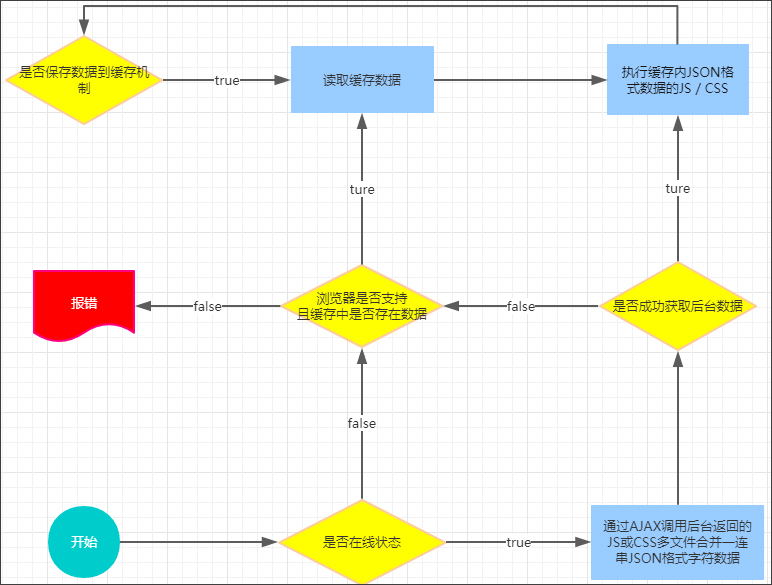 是否保存数据到缓存机
制
true
读取缓存数据
执行缓存内JSON格
式数据的JS / CSS
ture
ture
报错
false
浏览器是否支持
且缓存中是否存在数据
false
是否成功获取后台数据
false
开始
是否在线状态
true
通过AJAX调用后台返回的
JS或CSS多文件合并一连
串JSON格式字符数据